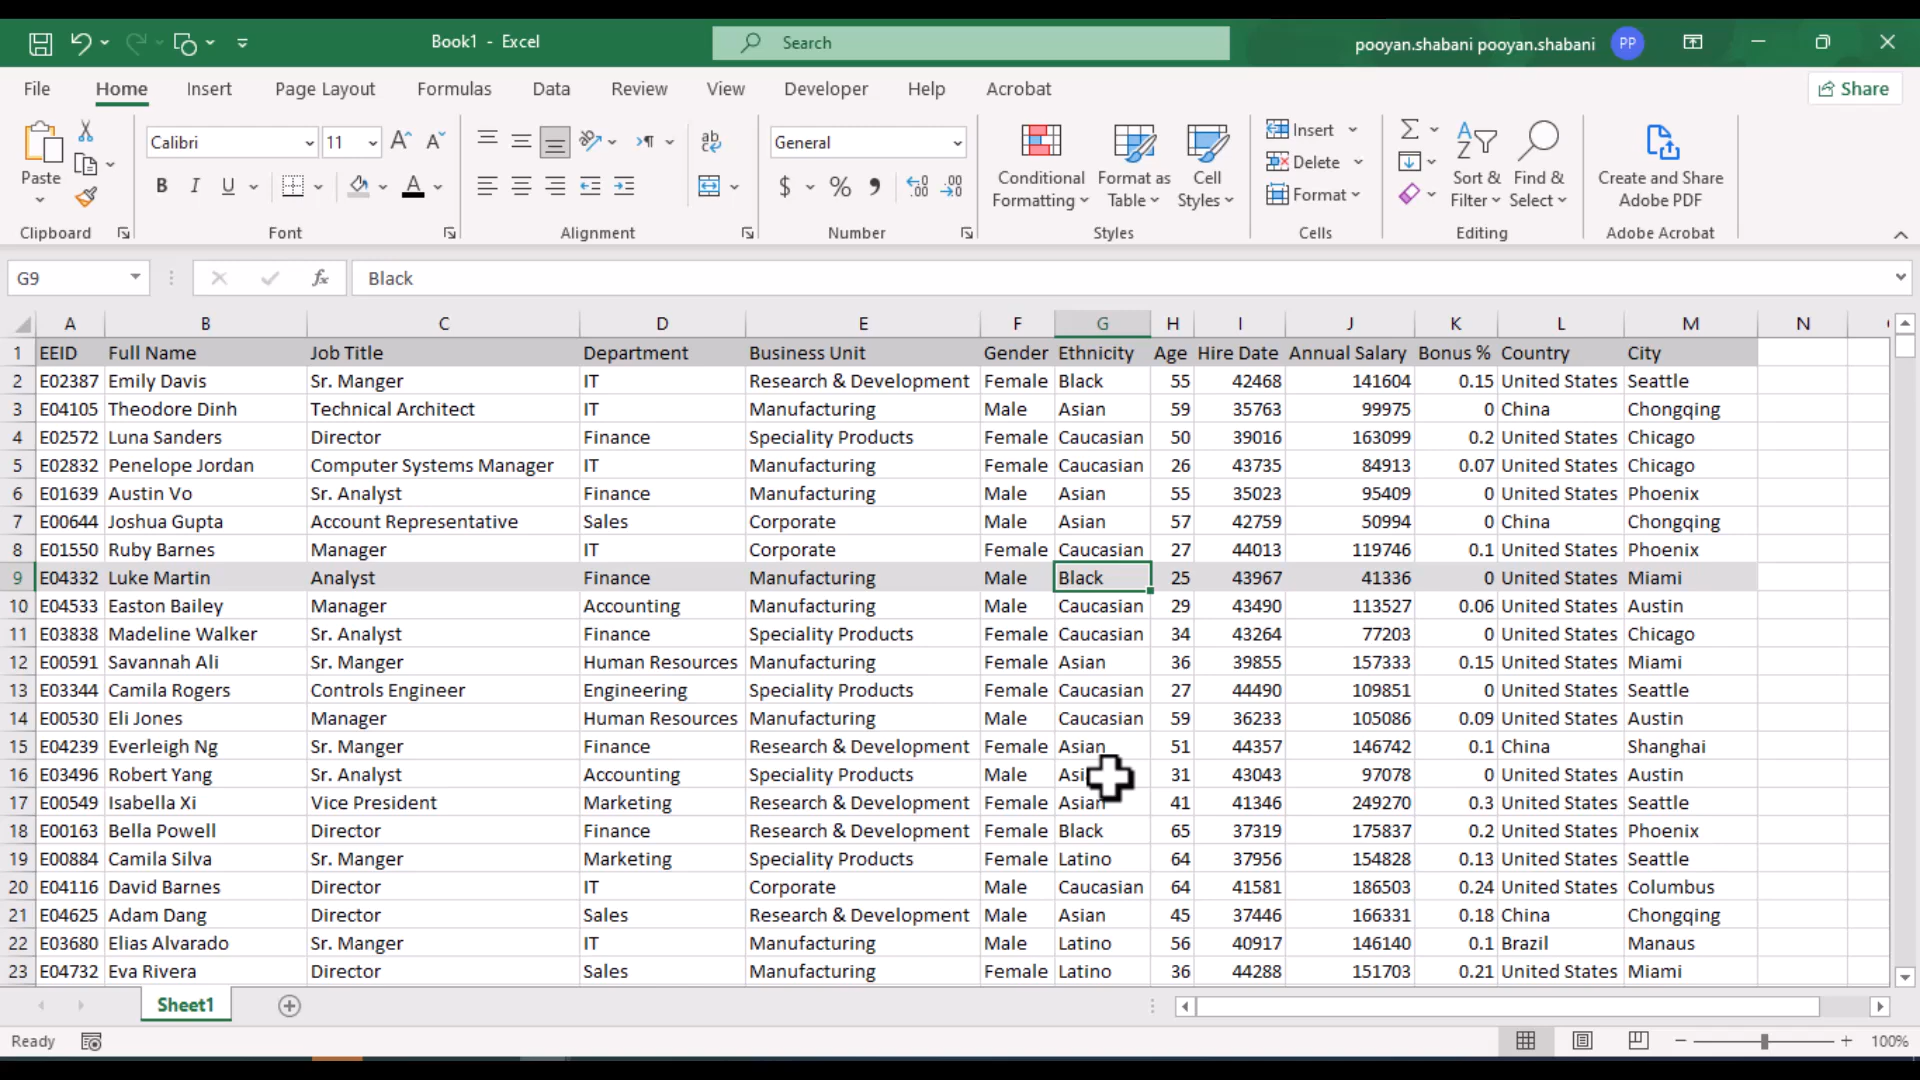 Book1 - Excel
Search
pooyan.shabani pooyan.shabani
PP
File Home Insert Page Layout Formulas Data Review View Developer Help Acrobat
Share
Calibri 11
General
Paste
Conditional Formatting
Format as Table
Cell Styles
Insert
Delete
Format
Sort & Filter
Find & Select
Create and Share Adobe PDF
Clipboard Font Alignment Number Styles Cells Editing Adobe Acrobat
G9 fx Black
A B C D E F G H I J K L M N
1 EEID Full Name Job Title Department Business Unit Gender Ethnicity Age Hire Date Annual Salary Bonus % Country City
2 E02387 Emily Davis Sr. Manger IT Research & Development Female Black 55 42468 141604 0.15 United States Seattle
3 E04105 Theodore Dinh Technical Architect IT Manufacturing Male Asian 59 35763 99975 0 China Chongqing
4 E02572 Luna Sanders Director Finance Speciality Products Female Caucasian 50 39016 163099 0.2 United States Chicago
5 E02832 Penelope Jordan Computer Systems Manager IT Manufacturing Female Caucasian 26 43735 84913 0.07 United States Chicago
6 E01639 Austin Vo Sr. Analyst Finance Manufacturing Male Asian 55 35023 95409 0 United States Phoenix
7 E00644 Joshua Gupta Account Representative Sales Corporate Male Asian 57 42759 50994 0 China Chongqing
8 E01550 Ruby Barnes Manager IT Corporate Female Caucasian 27 44013 119746 0.1 United States Phoenix
9 E04332 Luke Martin Analyst Finance Manufacturing Male Black 25 43967 41336 0 United States Miami
10 E04533 Easton Bailey Manager Accounting Manufacturing Male Caucasian 29 43490 113527 0.06 United States Austin
11 E03838 Madeline Walker Sr. Analyst Finance Speciality Products Female Caucasian 34 43264 77203 0 United States Chicago
12 E00591 Savannah Ali Sr. Manger Human Resources Manufacturing Female Asian 36 39855 157333 0.15 United States Miami
13 E03344 Camila Rogers Controls Engineer Engineering Speciality Products Female Caucasian 27 44490 109851 0 United States Seattle
14 E00530 Eli Jones Manager Human Resources Manufacturing Male Caucasian 59 36233 105086 0.09 United States Austin
15 E04239 Everleigh Ng Sr. Manger Finance Research & Development Female Asian 51 44357 146742 0.1 China Shanghai
16 E03496 Robert Yang Sr. Analyst Accounting Speciality Products Male 31 43043 97078 0 United States Austin
17 E00549 Isabella Xi Vice President Marketing Research & Development Female Asian 41 41346 249270 0.3 United States Seattle
18 E00163 Bella Powell Director Finance Research & Development Female Black 65 37319 175837 0.2 United States Phoenix
19 E00884 Camila Silva Sr. Manger Marketing Speciality Products Female Latino 64 37956 154828 0.13 United States Seattle
20 E04116 David Barnes Director IT Corporate Male Caucasian 64 41581 186503 0.24 United States Columbus
21 E04625 Adam Dang Director Sales Research & Development Male Asian 45 37446 166331 0.18 China Chongqing
22 E03680 Elias Alvarado Sr. Manger IT Manufacturing Male Latino 56 40917 146140 0.1 Brazil Manaus
23 E04732 Eva Rivera Director Sales Manufacturing Female Latino 36 44288 151703 0.21 United States Miami
Sheet1
Ready
100%